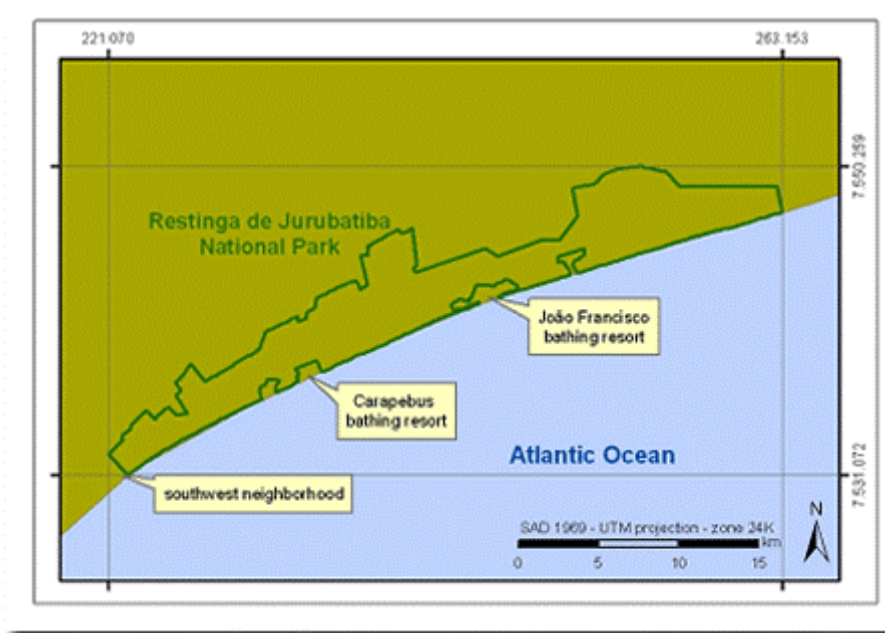 221.070
263.153
7.550.259
Restinga de Jurubatiba
National Park
João Francisco
bathing resort
Carapebus
bathing resort
Atlantic Ocean
7.531.072
southwest neighborhood
N
SAD 1969 - UTM projection - zone 24K
km
0 5 10 15